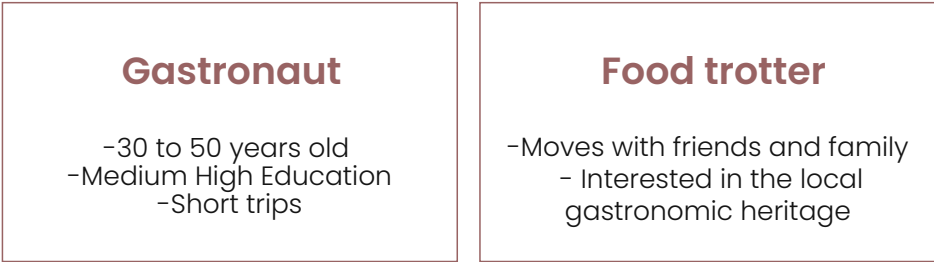 Gastronaut
-30 to 50 years old
-Medium High Education
-Short trips
Food trotter
-Moves with friends and family
- Interested in the local
gastronomic heritage